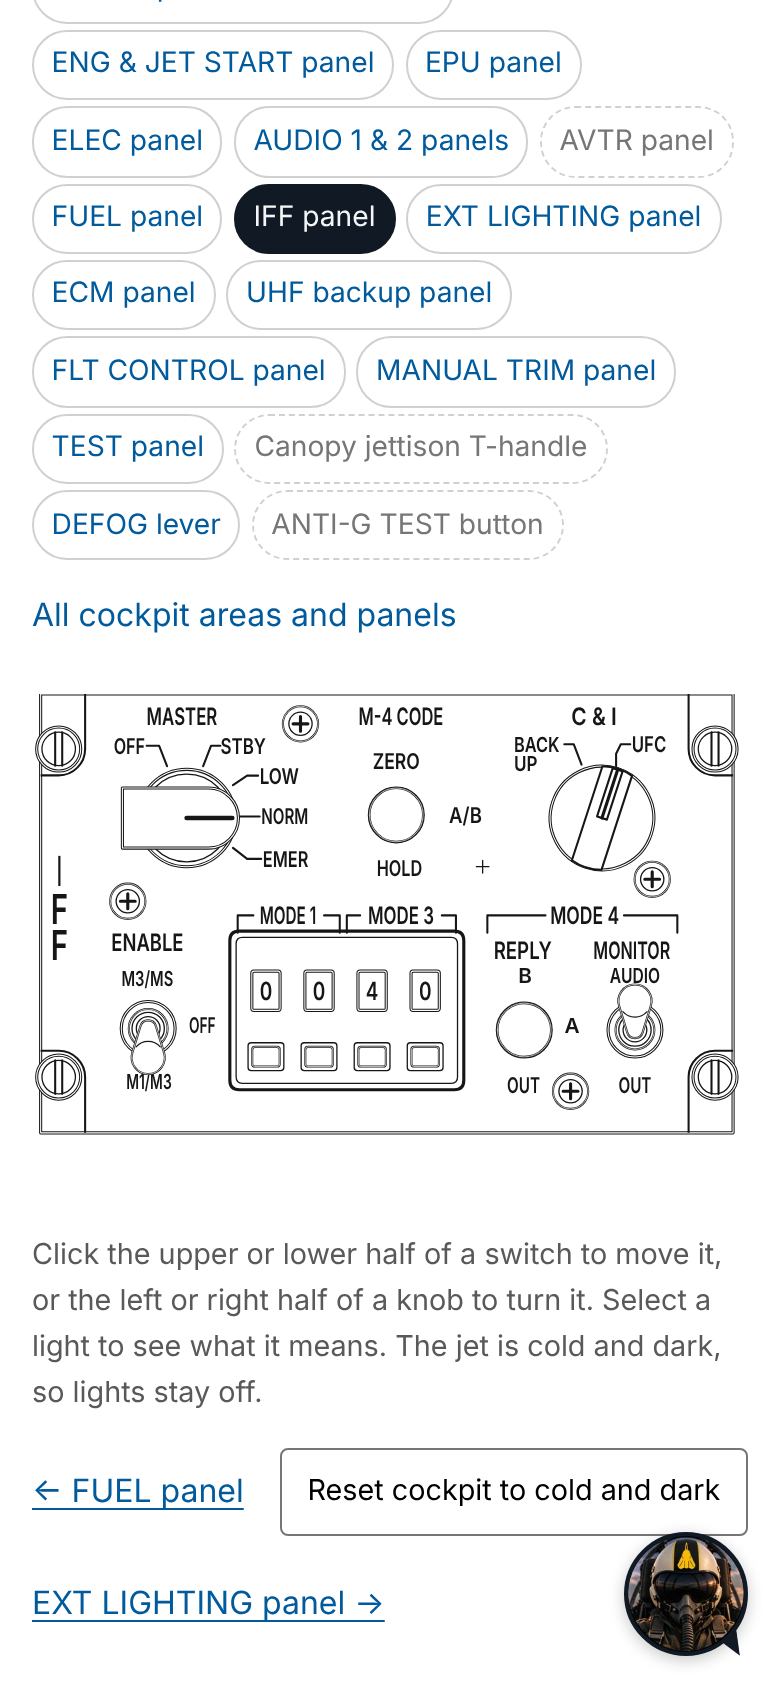 ENG & JET START panel
EPU panel
ELEC panel
AUDIO 1 & 2 panels
AVTR panel
FUEL panel
IFF panel
EXT LIGHTING panel
ECM panel
UHF backup panel
FLT CONTROL panel
MANUAL TRIM panel
TEST panel
Canopy jettison T-handle
DEFOG lever
ANTI-G TEST button
All cockpit areas and panels
MASTER
M-4 CODE
C & I
OFF
STBY
BACK UP
UFC
ZERO
LOW
NORM
A/B
EMER
HOLD
IFF
MODE 1
MODE 3
MODE 4
ENABLE
REPLY
MONITOR
M3/MS
B
AUDIO
0 0 4 0
OFF
A
M1/M3
OUT
OUT
Click the upper or lower half of a switch to move it,
or the left or right half of a knob to turn it. Select a
light to see what it means. The jet is cold and dark,
so lights stay off.
← FUEL panel
Reset cockpit to cold and dark
EXT LIGHTING panel →